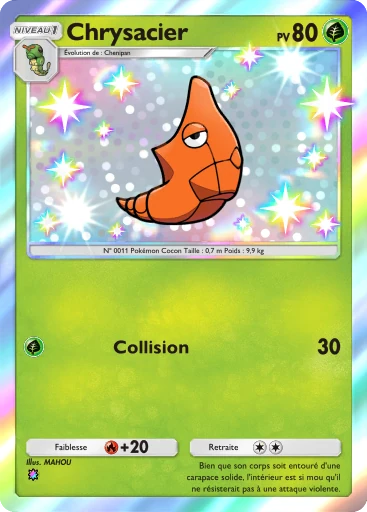 NIVEAU 1
Chrysacier
PV 80
Évolution de : Chenipan
N° 0011 Pokémon Cocon Taille : 0,7 m Poids : 9,9 kg
Collision 30
Faiblesse +20 Retraite
Illus. MAHOU
Bien que son corps soit entouré d'une
carapace solide, l'intérieur est si mou qu'il
ne résisterait pas à une attaque violente.